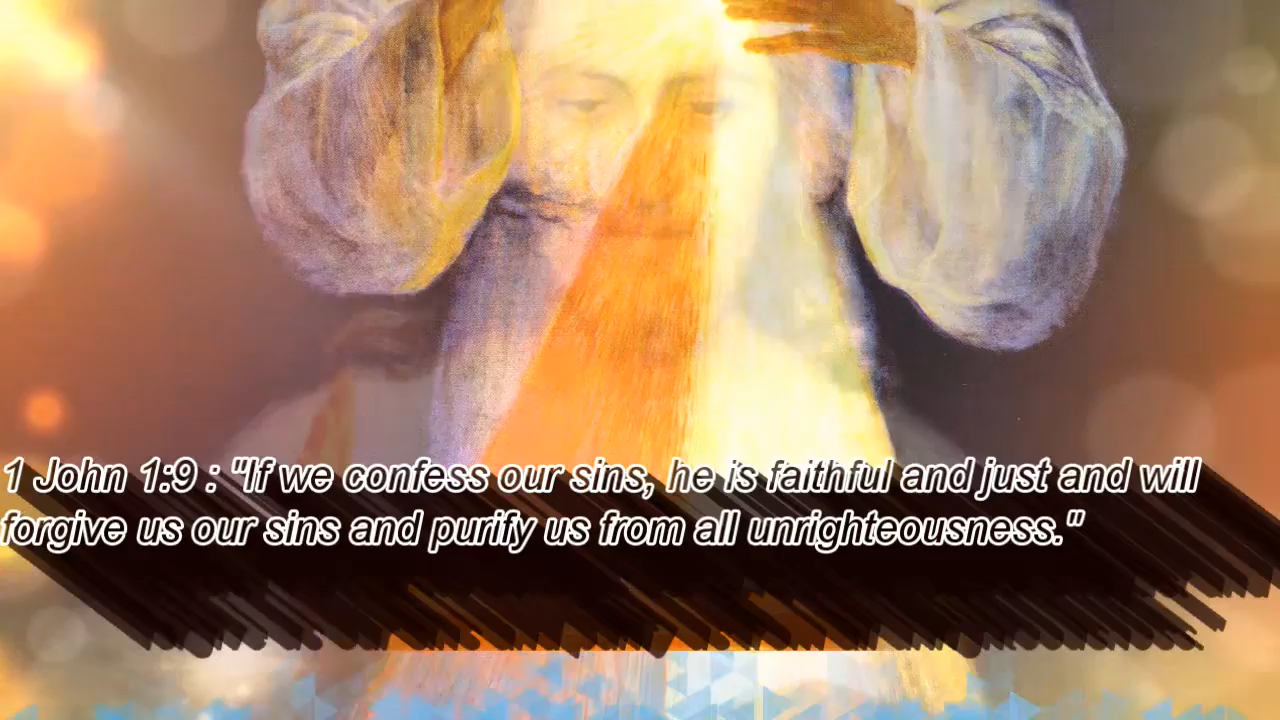 1 John 1:9 : "If we confess our sins, he is faithful and just and will
forgive us our sins and purify us from all unrighteousness."